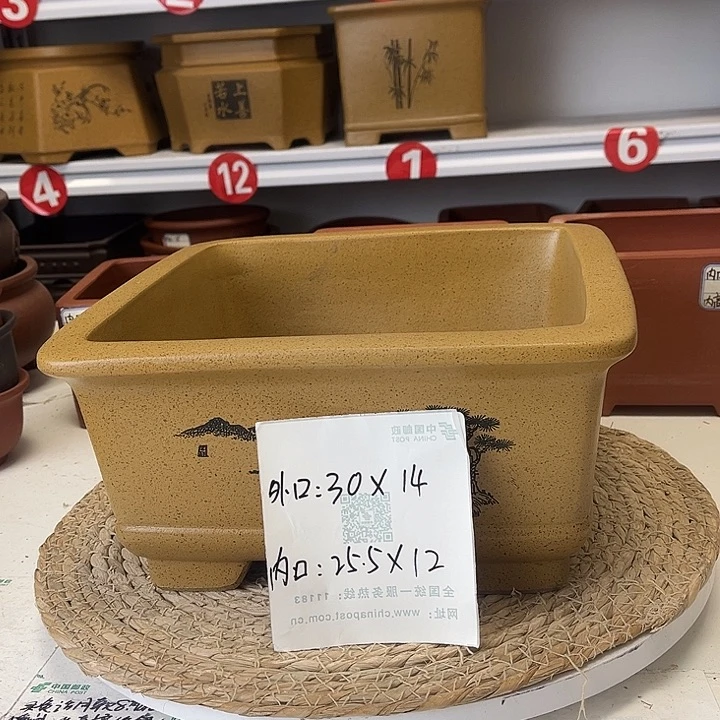 3
2
上善
若水
4
12
1
6
中国邮政
CHINA POST
外口:30X14
内口:25.5X12
全国统一服务热线:11183
网址:www.chinapost.com.cn
中国邮政
CHINA POST